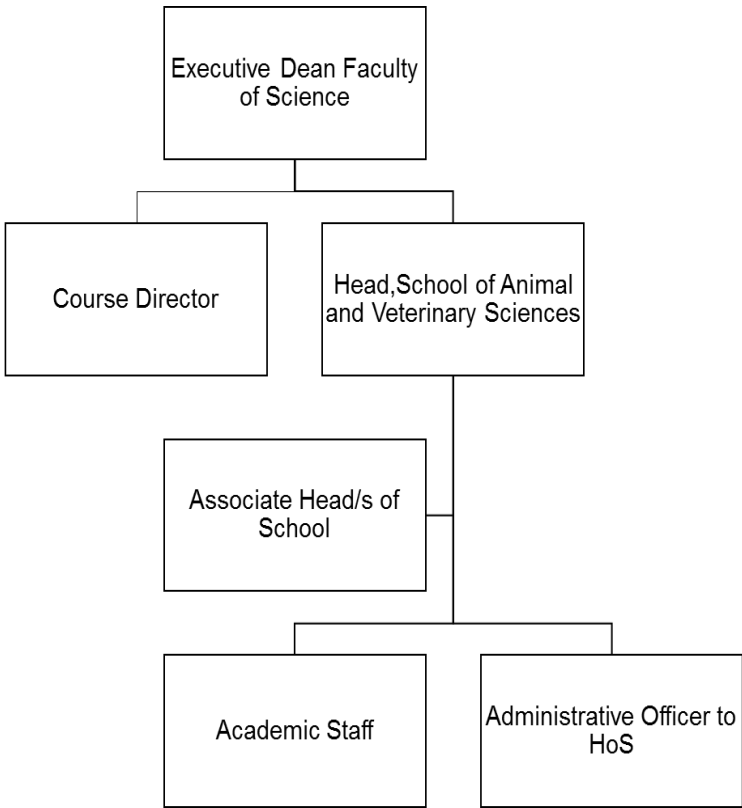 Executive Dean Faculty
of Science
Course Director
Head,School of Animal
and Veterinary Sciences
Associate Head/s of
School
Academic Staff
Administrative Officer to
HoS